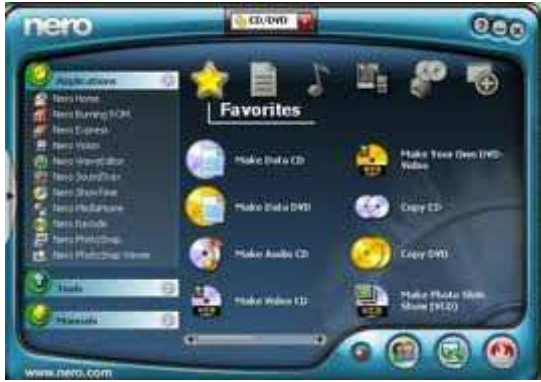 nero
CD/DVD
Applications
Nero Home
Nero Burning ROM
Nero Express
Nero Vision
Nero WaveEditor
Nero SoundTrax
Nero ShowTime
Nero MediaHome
Nero Recode
Nero PhotoSnap
Nero PhotoSnap Viewer
Tools
Manuals
Favorites
Make Data CD
Make Data DVD
Make Audio CD
Make Video CD
Make Your Own DVD-
Video
Copy CD
Copy DVD
Make Photo Slide
Show (VCD)
www.nero.com